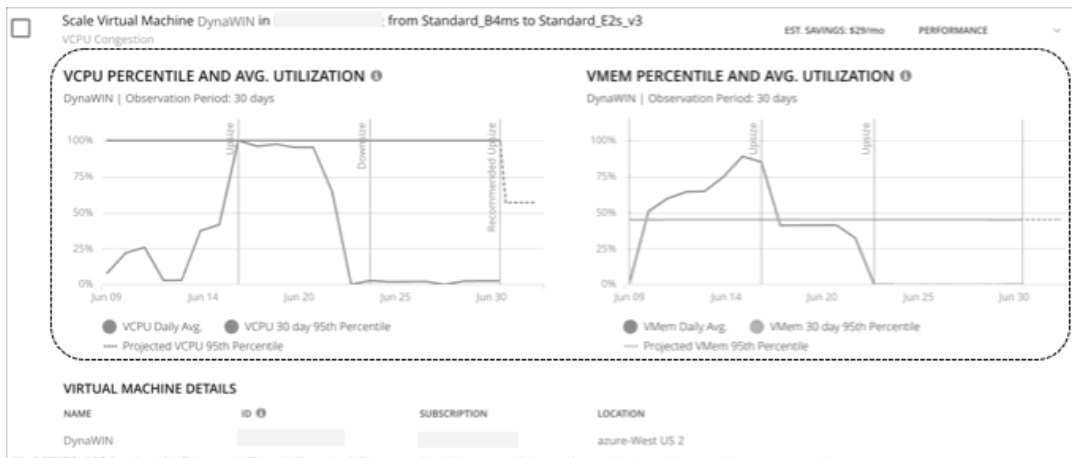 Scale Virtual Machine DynaWIN in : from Standard_B4ms to Standard_E2s_v3
VCPU Congestion
EST. SAVINGS: $29/mo
PERFORMANCE
VCPU PERCENTILE AND AVG. UTILIZATION
DynaWIN | Observation Period: 30 days
100%
75%
50%
25%
0%
Upsize
Downsize
Recommended Upsize
Jun 09
Jun 14
Jun 20
Jun 25
Jun 30
VCPU Daily Avg.
VCPU 30 day 95th Percentile
Projected VCPU 95th Percentile
VMEM PERCENTILE AND AVG. UTILIZATION
DynaWIN | Observation Period: 30 days
100%
75%
50%
25%
0%
Upsize
Upsize
Jun 09
Jun 14
Jun 20
Jun 25
Jun 30
VMem Daily Avg.
VMem 30 day 95th Percentile
Projected VMem 95th Percentile
VIRTUAL MACHINE DETAILS
NAME
ID
SUBSCRIPTION
LOCATION
DynaWIN
azure-West US 2